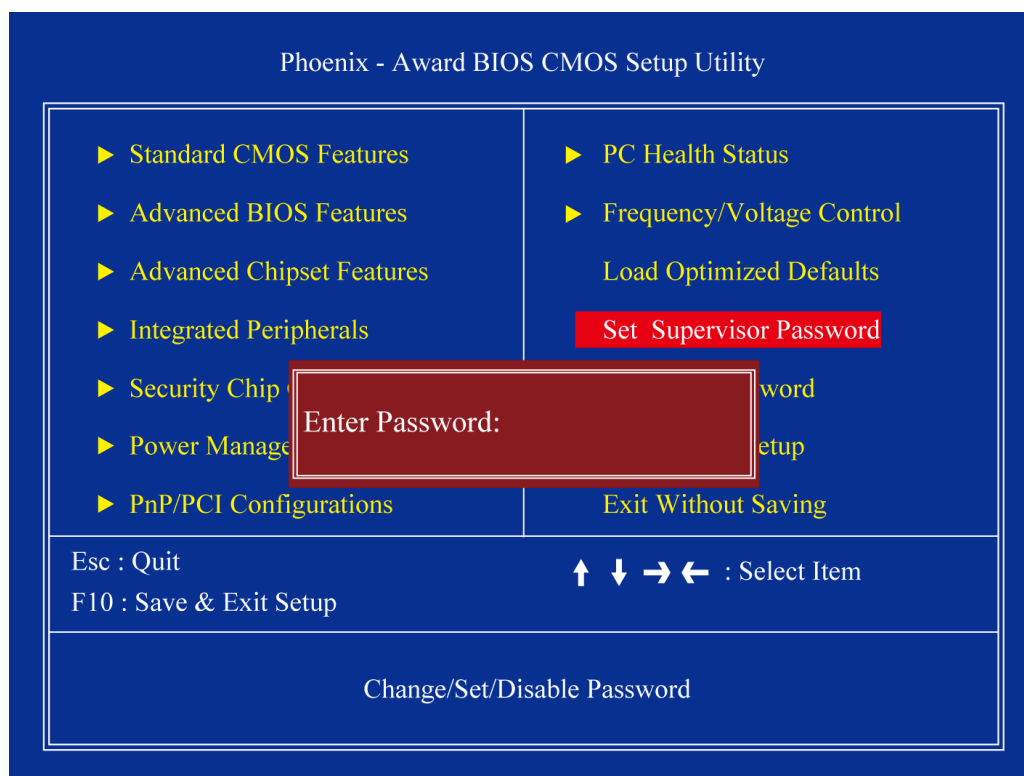 Phoenix - Award BIOS CMOS Setup Utility
Standard CMOS Features
Advanced BIOS Features
Advanced Chipset Features
Integrated Peripherals
Security Chip
Power Manage
PnP/PCI Configurations
PC Health Status
Frequency/Voltage Control
Load Optimized Defaults
Set Supervisor Password
word
etup
Exit Without Saving
Enter Password:
Esc : Quit
F10 : Save & Exit Setup
↑ ↓ → ← : Select Item
Change/Set/Disable Password